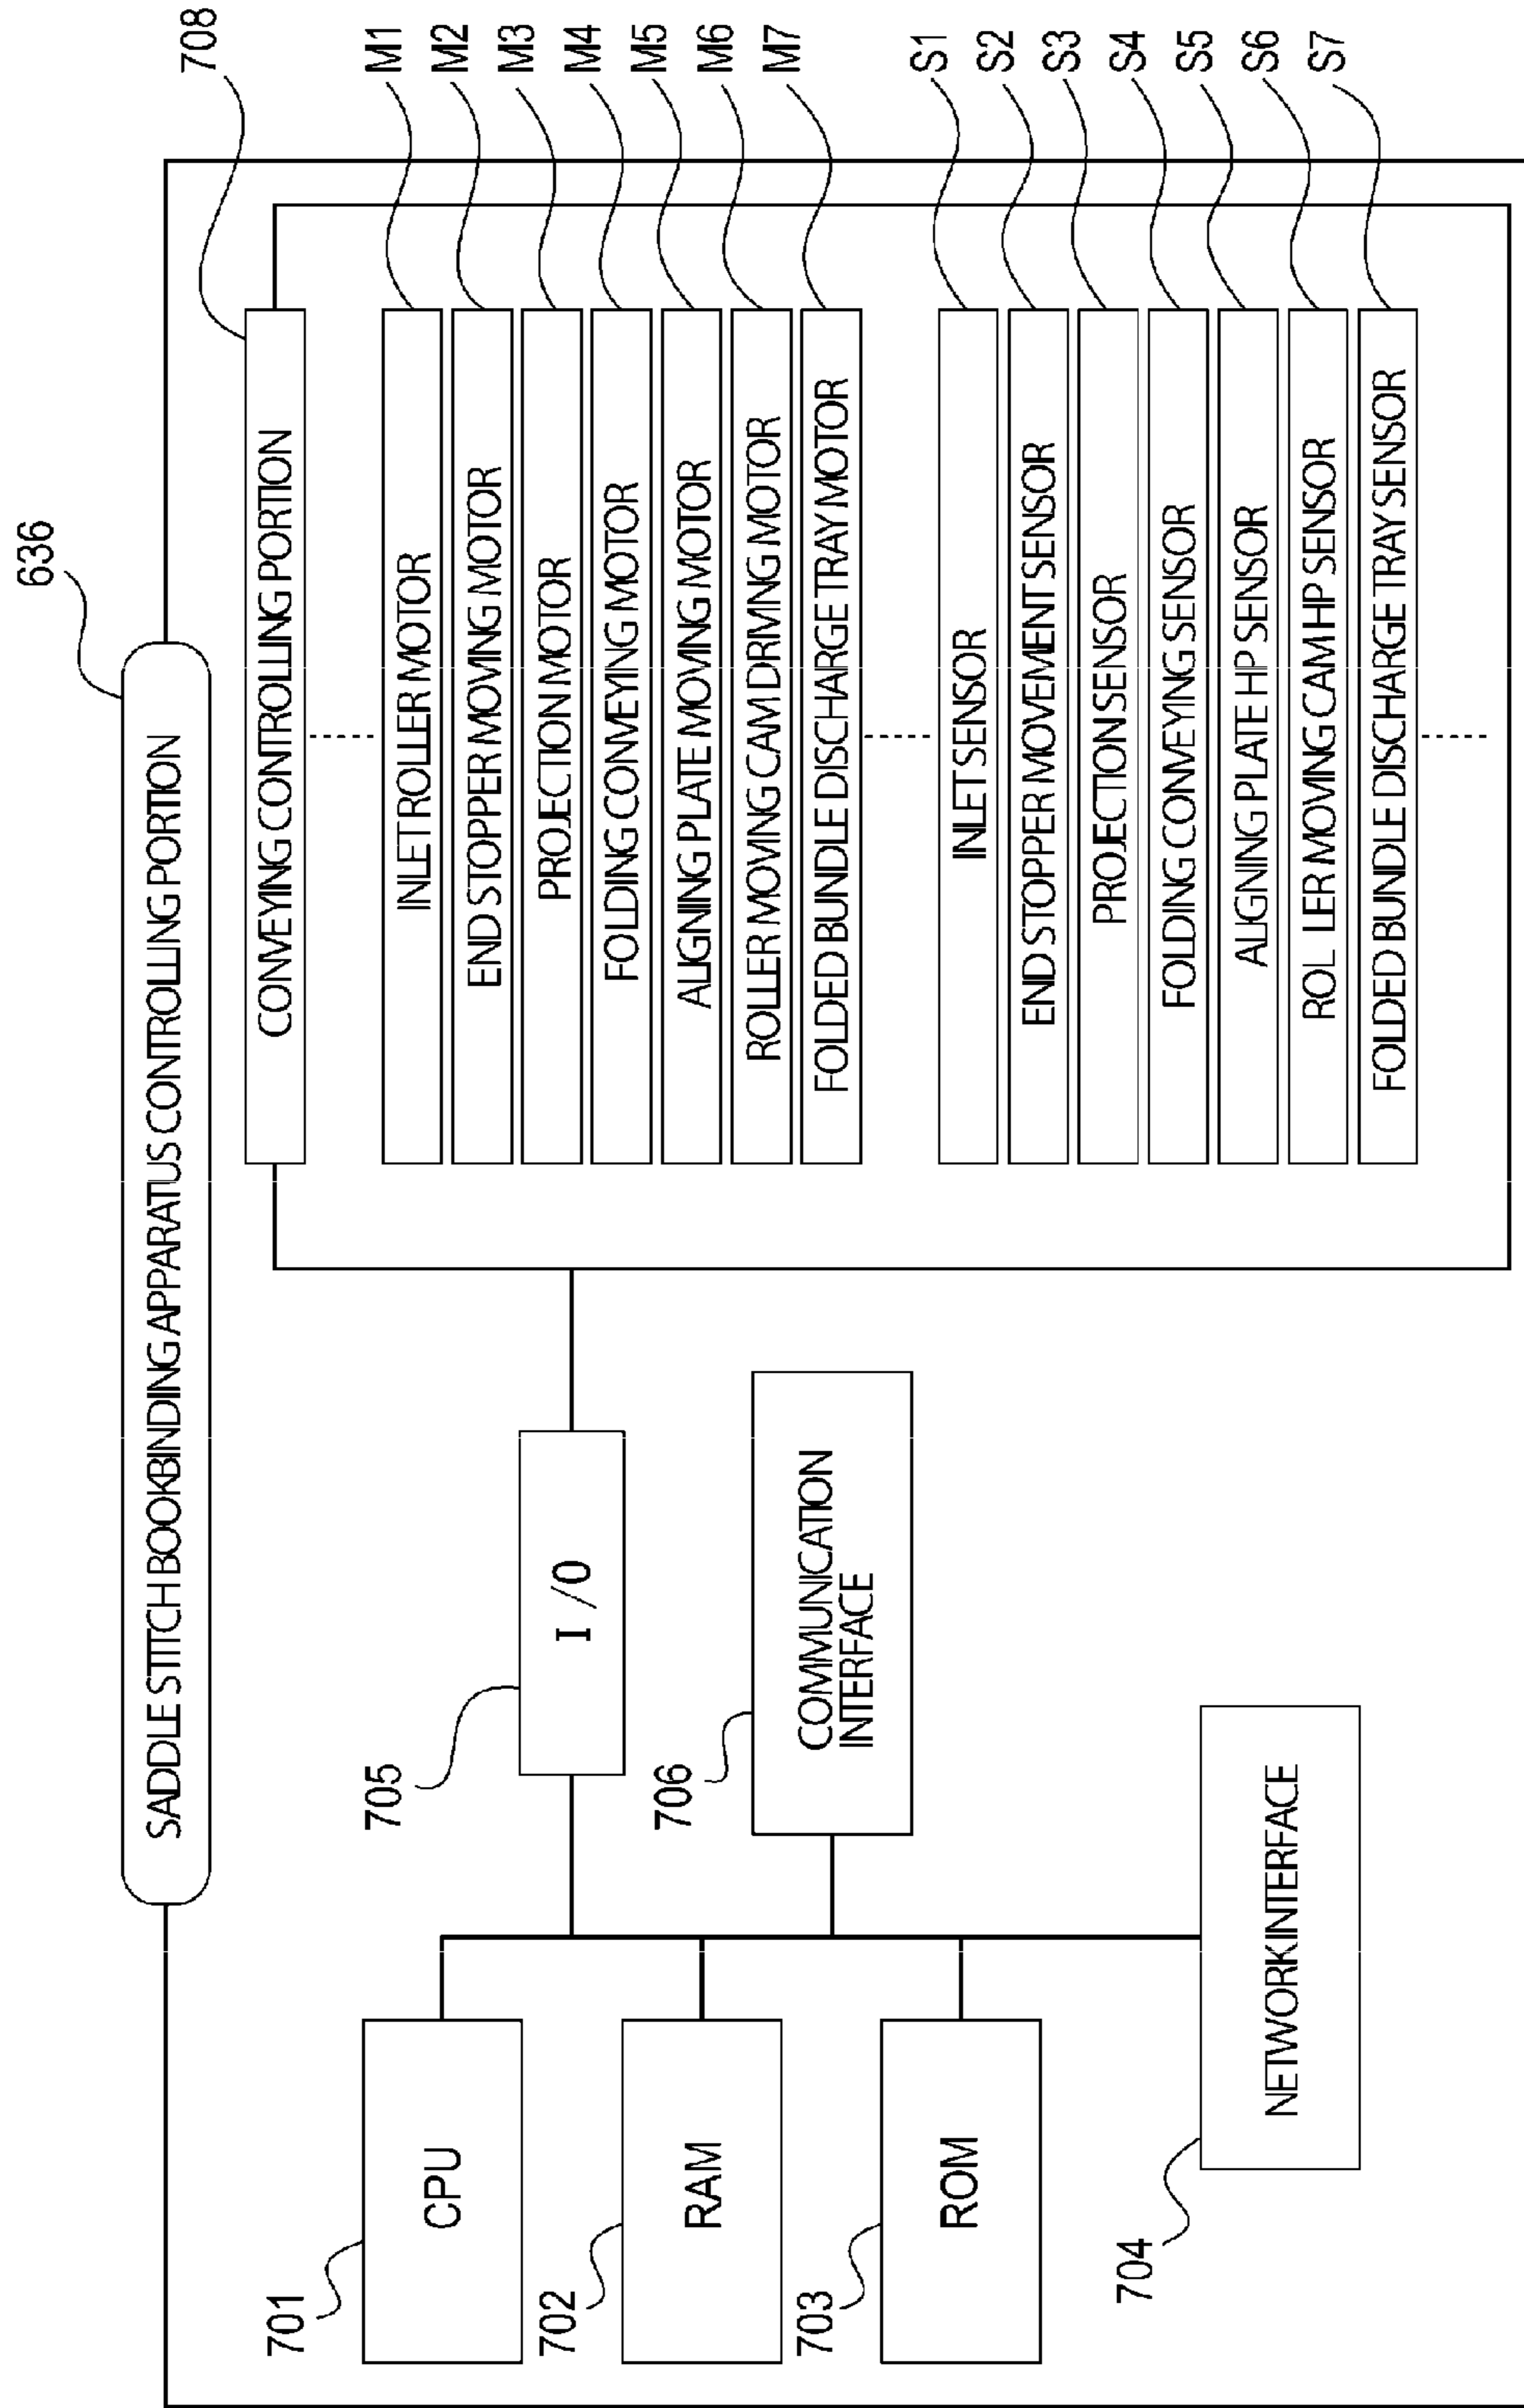 636
SADDLE STITCH BOOKBINDING APPARATUS CONTROLLING PORTION
701
CPU
702
RAM
703
ROM
704
NETWORK INTERFACE
705
I/O
706
COMMUNICATION
INTERFACE
708
CONVEYING CONTROLLING PORTION
INLET ROLLER MOTOR
M1
END STOPPER MOVING MOTOR
M2
PROJECTION MOTOR
M3
FOLDING CONVEYING MOTOR
M4
ALIGNING PLATE MOVING MOTOR
M5
ROLLER MOVING CAM DRIVING MOTOR
M6
FOLDED BUNDLE DISCHARGE TRAY MOTOR
M7
INLET SENSOR
S1
END STOPPER MOVEMENT SENSOR
S2
PROJECTION SENSOR
S3
FOLDING CONVEYING SENSOR
S4
ALIGNING PLATE HP SENSOR
S5
ROL LER MOVING CAM HP SENSOR
S6
FOLDED BUNDLE DISCHARGE TRAY SENSOR
S7